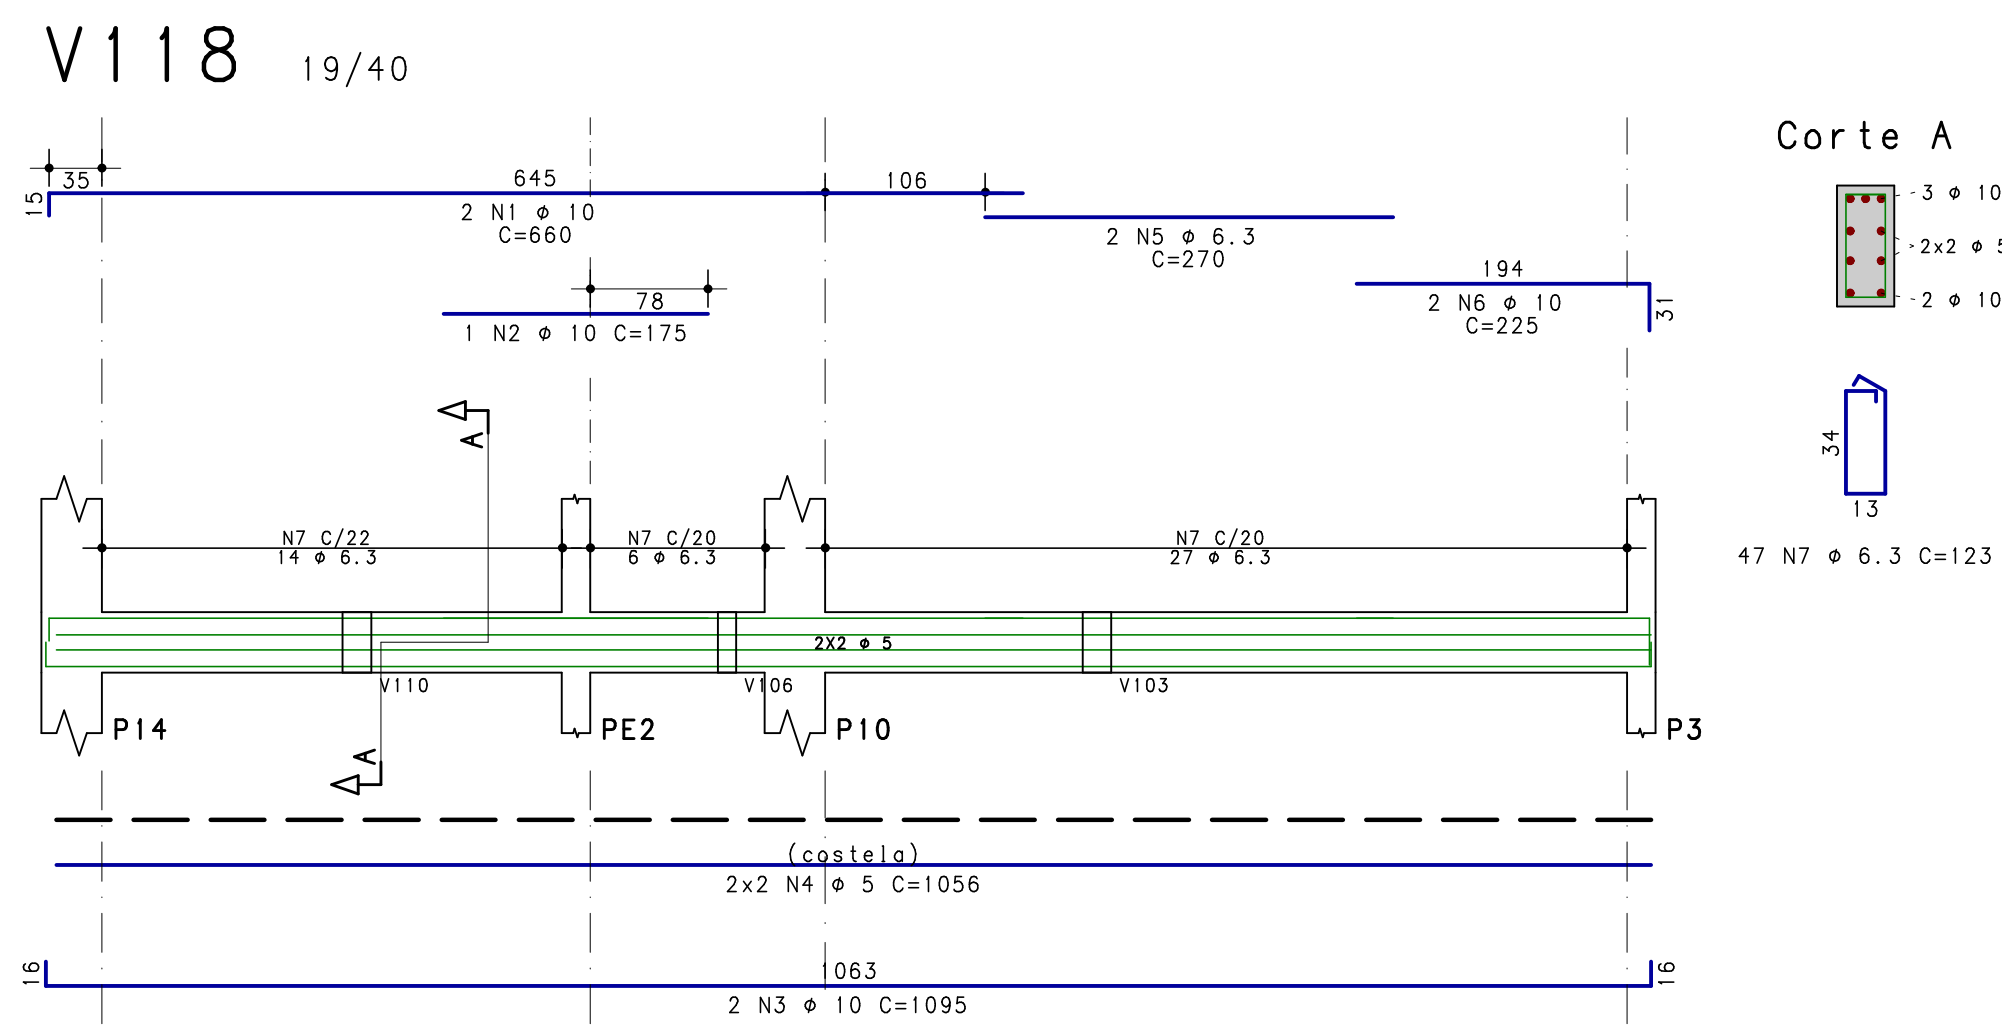 V118 19/40
Corte A
35
645
106
15
2 N1 ϕ 10
C=660
2 N5 ϕ 6.3
C=270
194
2 N6 ϕ 10
C=225
31
78
1 N2 ϕ 10 C=175
3 ϕ 10
2x2 ϕ 5
2 ϕ 10
34
13
47 N7 ϕ 6.3 C=123
A
N7 C/22
14 ϕ 6.3
N7 C/20
6 ϕ 6.3
N7 C/20
27 ϕ 6.3
2X2 ϕ 5
V110
V106
V103
P14
PE2
P10
P3
A
(costela)
2x2 N4 ϕ 5 C=1056
16
1063
16
2 N3 ϕ 10 C=1095